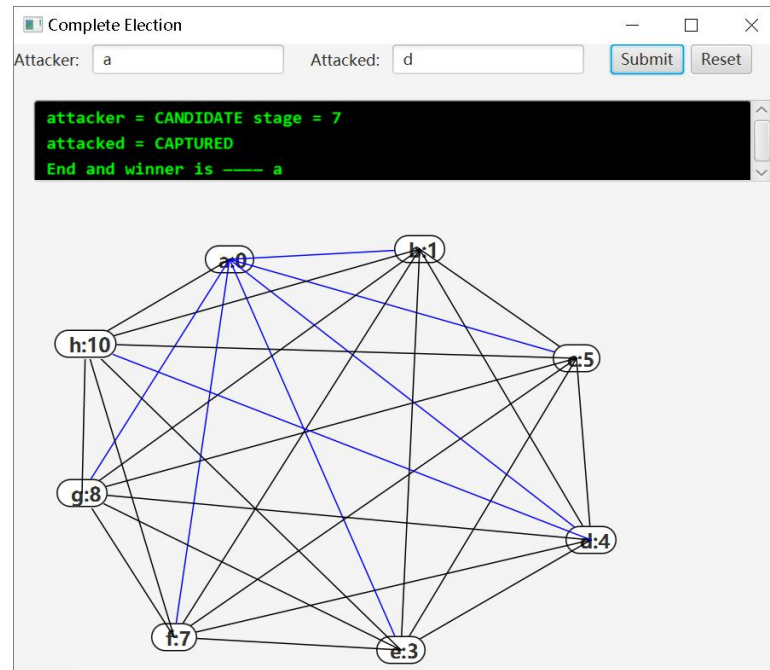 Complete Election
Attacker: a Attacked: d Submit Reset
attacker = CANDIDATE stage = 7
attacked = CAPTURED
End and winner is ———— a
a:0
b:1
h:10
:5
g:8
d:4
f:7
e:3